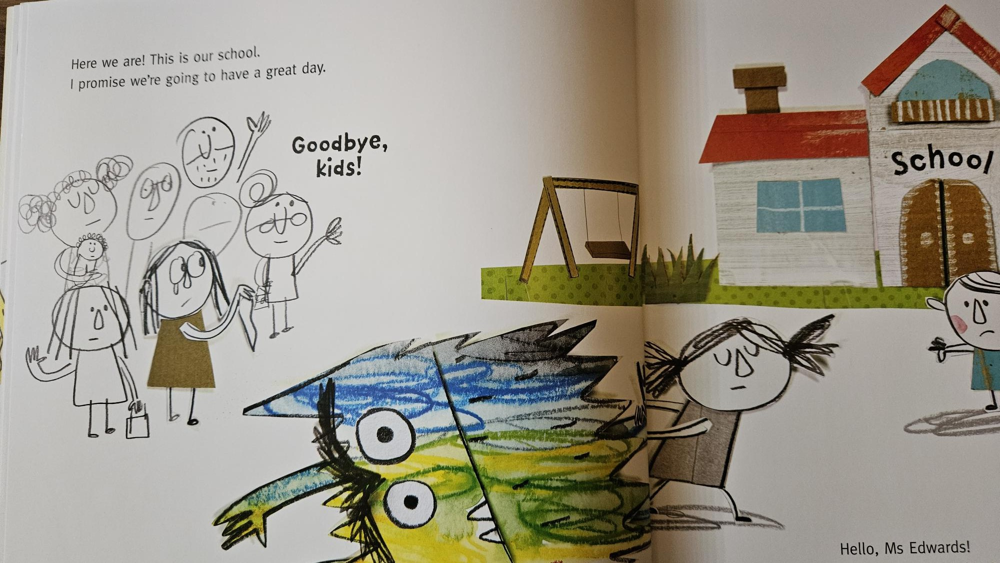 Here we are! This is our school.
I promise we're going to have a great day.
Goodbye,
kids!
School
Hello, Ms Edwards!